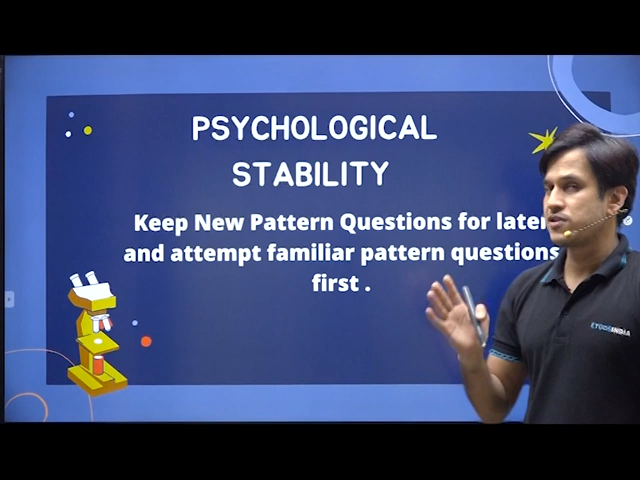 PSYCHOLOGICAL
STABILITY
Keep New Pattern Questions for later
and attempt familiar pattern questions
first .